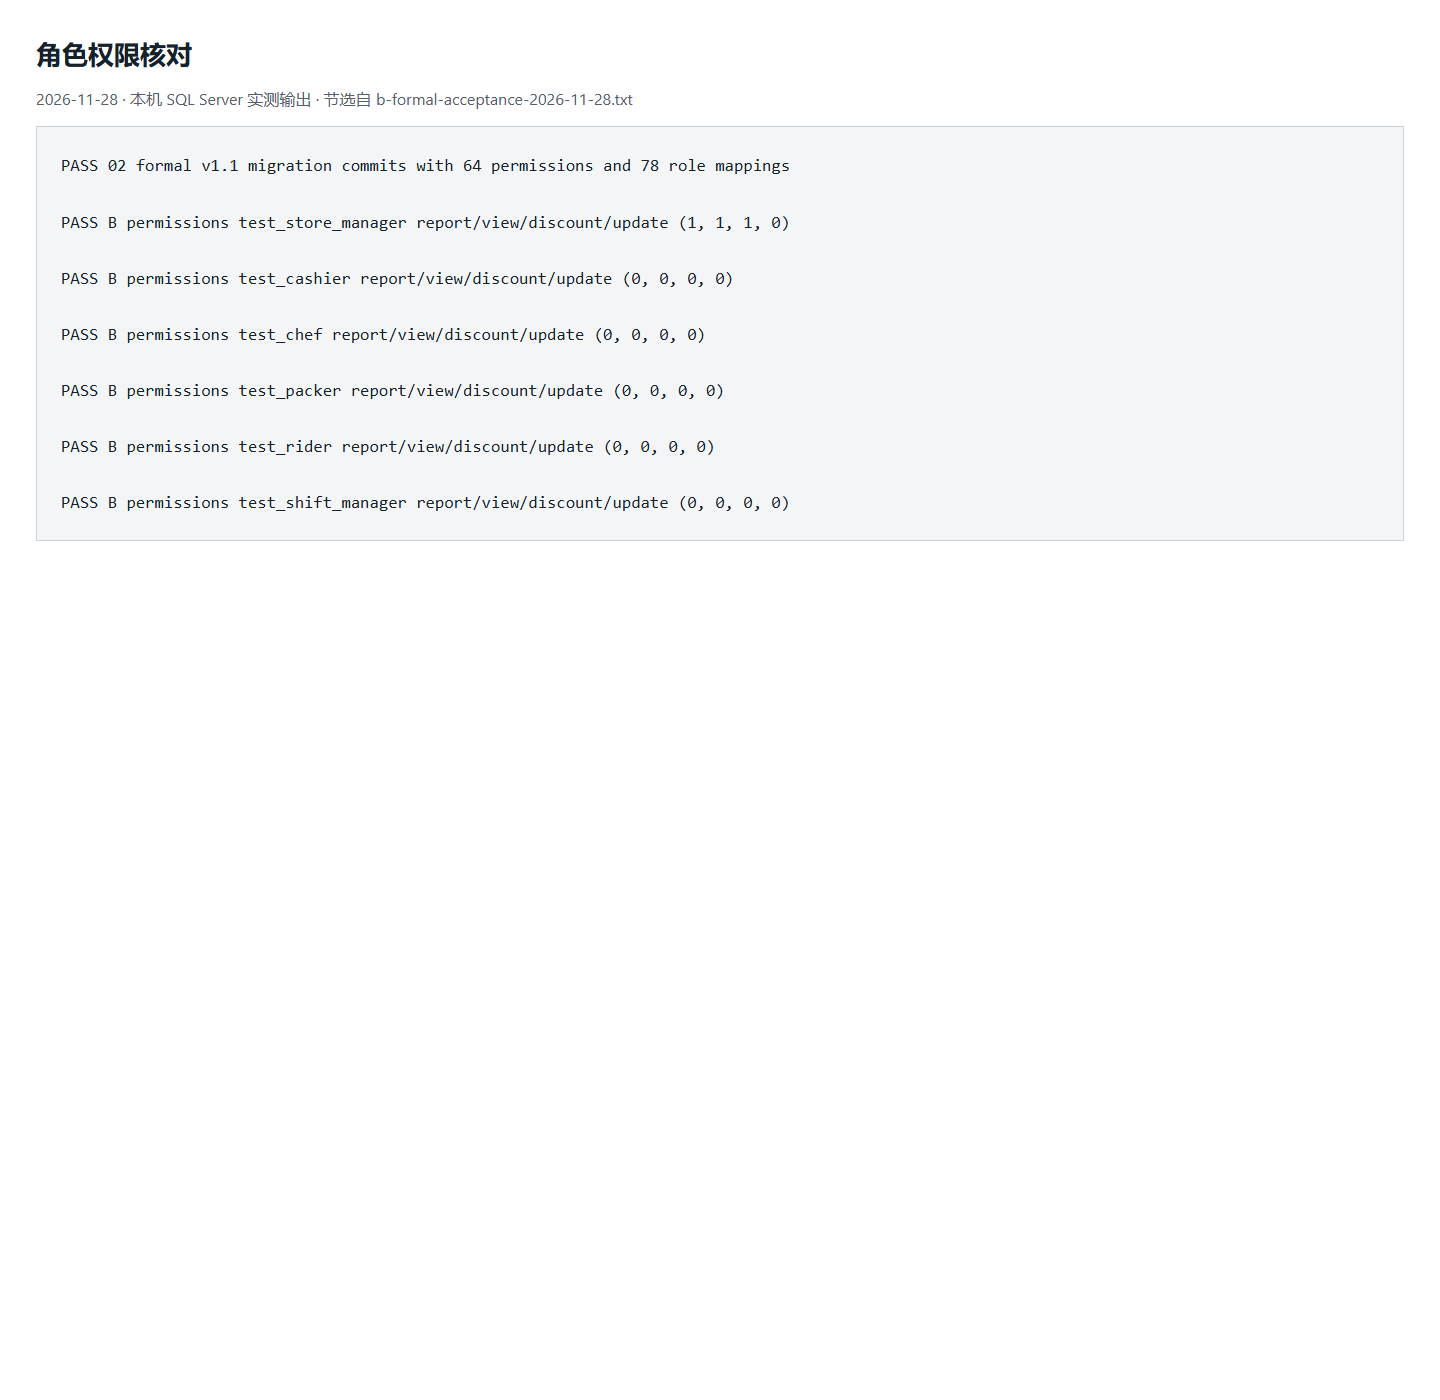 角色权限核对
2026-11-28 · 本机 SQL Server 实测输出 · 节选自 b-formal-acceptance-2026-11-28.txt
PASS 02 formal v1.1 migration commits with 64 permissions and 78 role mappings
PASS B permissions test_store_manager report/view/discount/update (1, 1, 1, 0)
PASS B permissions test_cashier report/view/discount/update (0, 0, 0, 0)
PASS B permissions test_chef report/view/discount/update (0, 0, 0, 0)
PASS B permissions test_packer report/view/discount/update (0, 0, 0, 0)
PASS B permissions test_rider report/view/discount/update (0, 0, 0, 0)
PASS B permissions test_shift_manager report/view/discount/update (0, 0, 0, 0)